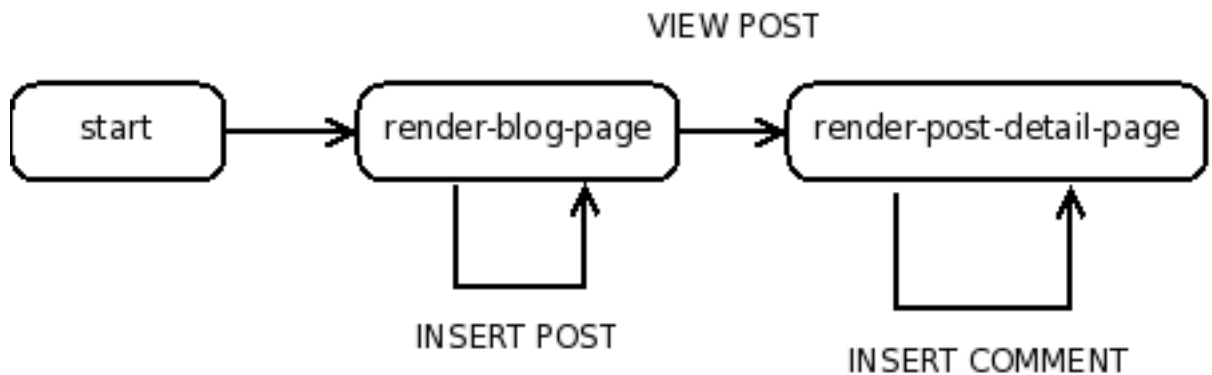 VIEW POST
start
render-blog-page
render-post-detail-page
INSERT POST
INSERT COMMENT